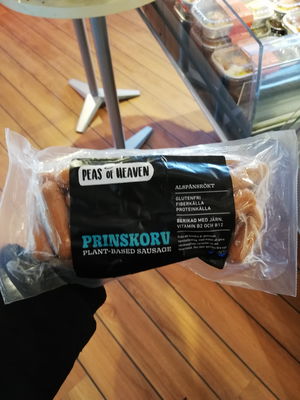 PEAS OF HEAVEN
ALSPÅNSRÖKT
GLUTENFRI
FIBERKÄLLA
PROTEINKÄLLA
BERIKAD MED JÄRN,
VITAMIN B2 OCH B12
PRINSKORV
PLANT-BASED SAUSAGE